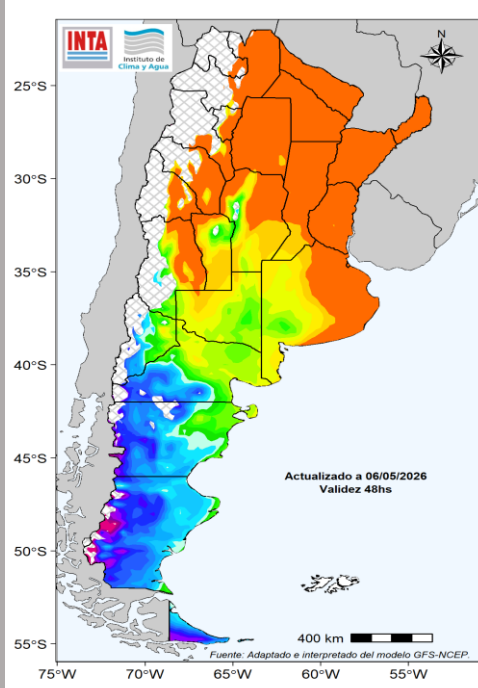 INTA
Instituto de
Clima y Agua
N
25°S
30°S
35°S
40°S
45°S
50°S
55°S
Actualizado a 06/05/2026
Validez 48hs
400 km
Fuente: Adaptado e interpretado del modelo GFS-NCEP.
75°W 70°W 65°W 60°W 55°W